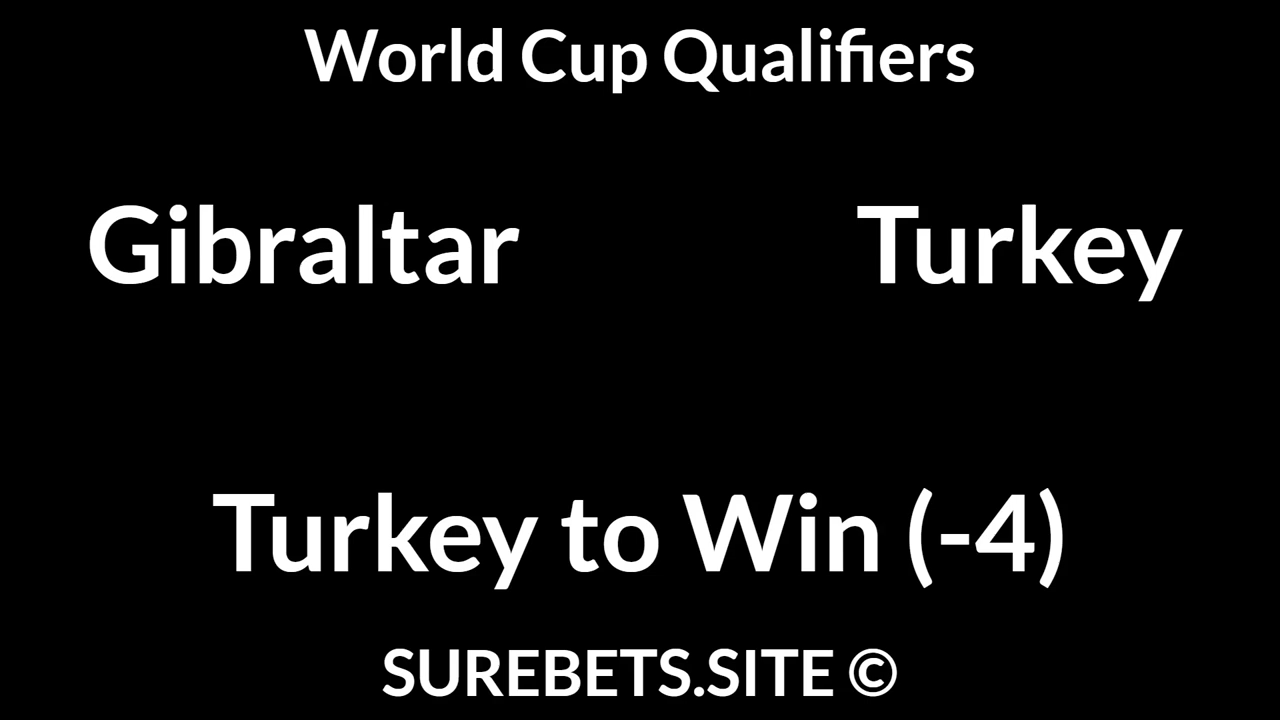 World Cup Qualifiers
Gibraltar Turkey
Turkey to Win (-4)
SUREBETS.SITE ©